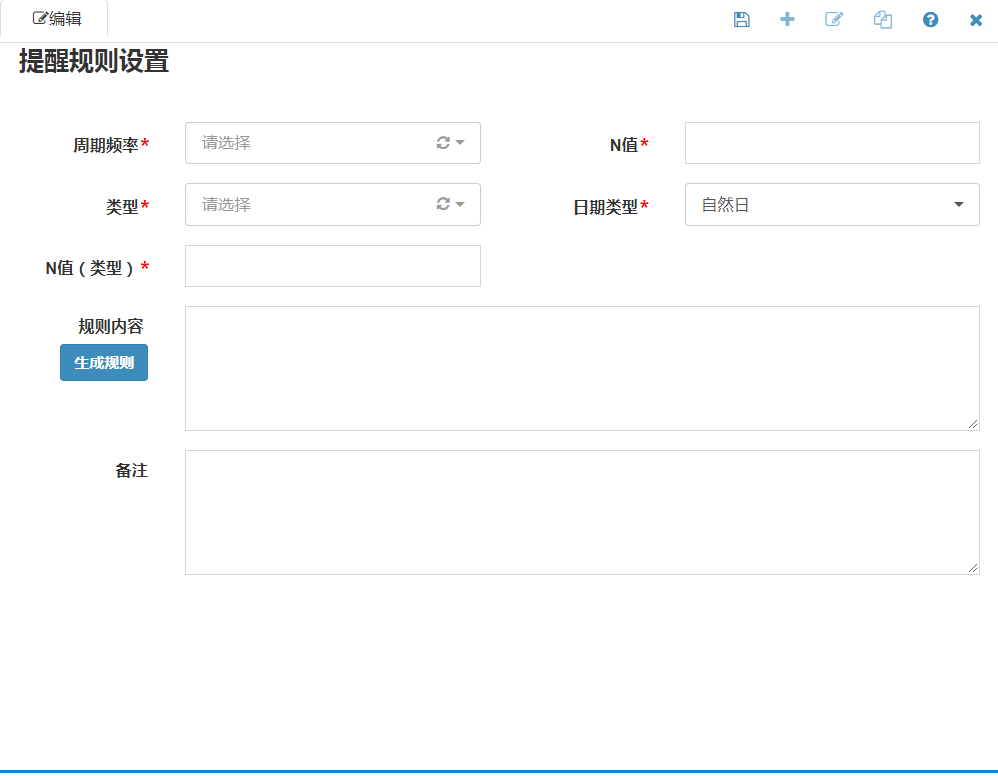 编辑
提醒规则设置
周期频率* 请选择 N值*
类型* 请选择 日期类型* 自然日
N值（类型）*
规则内容
生成规则
备注